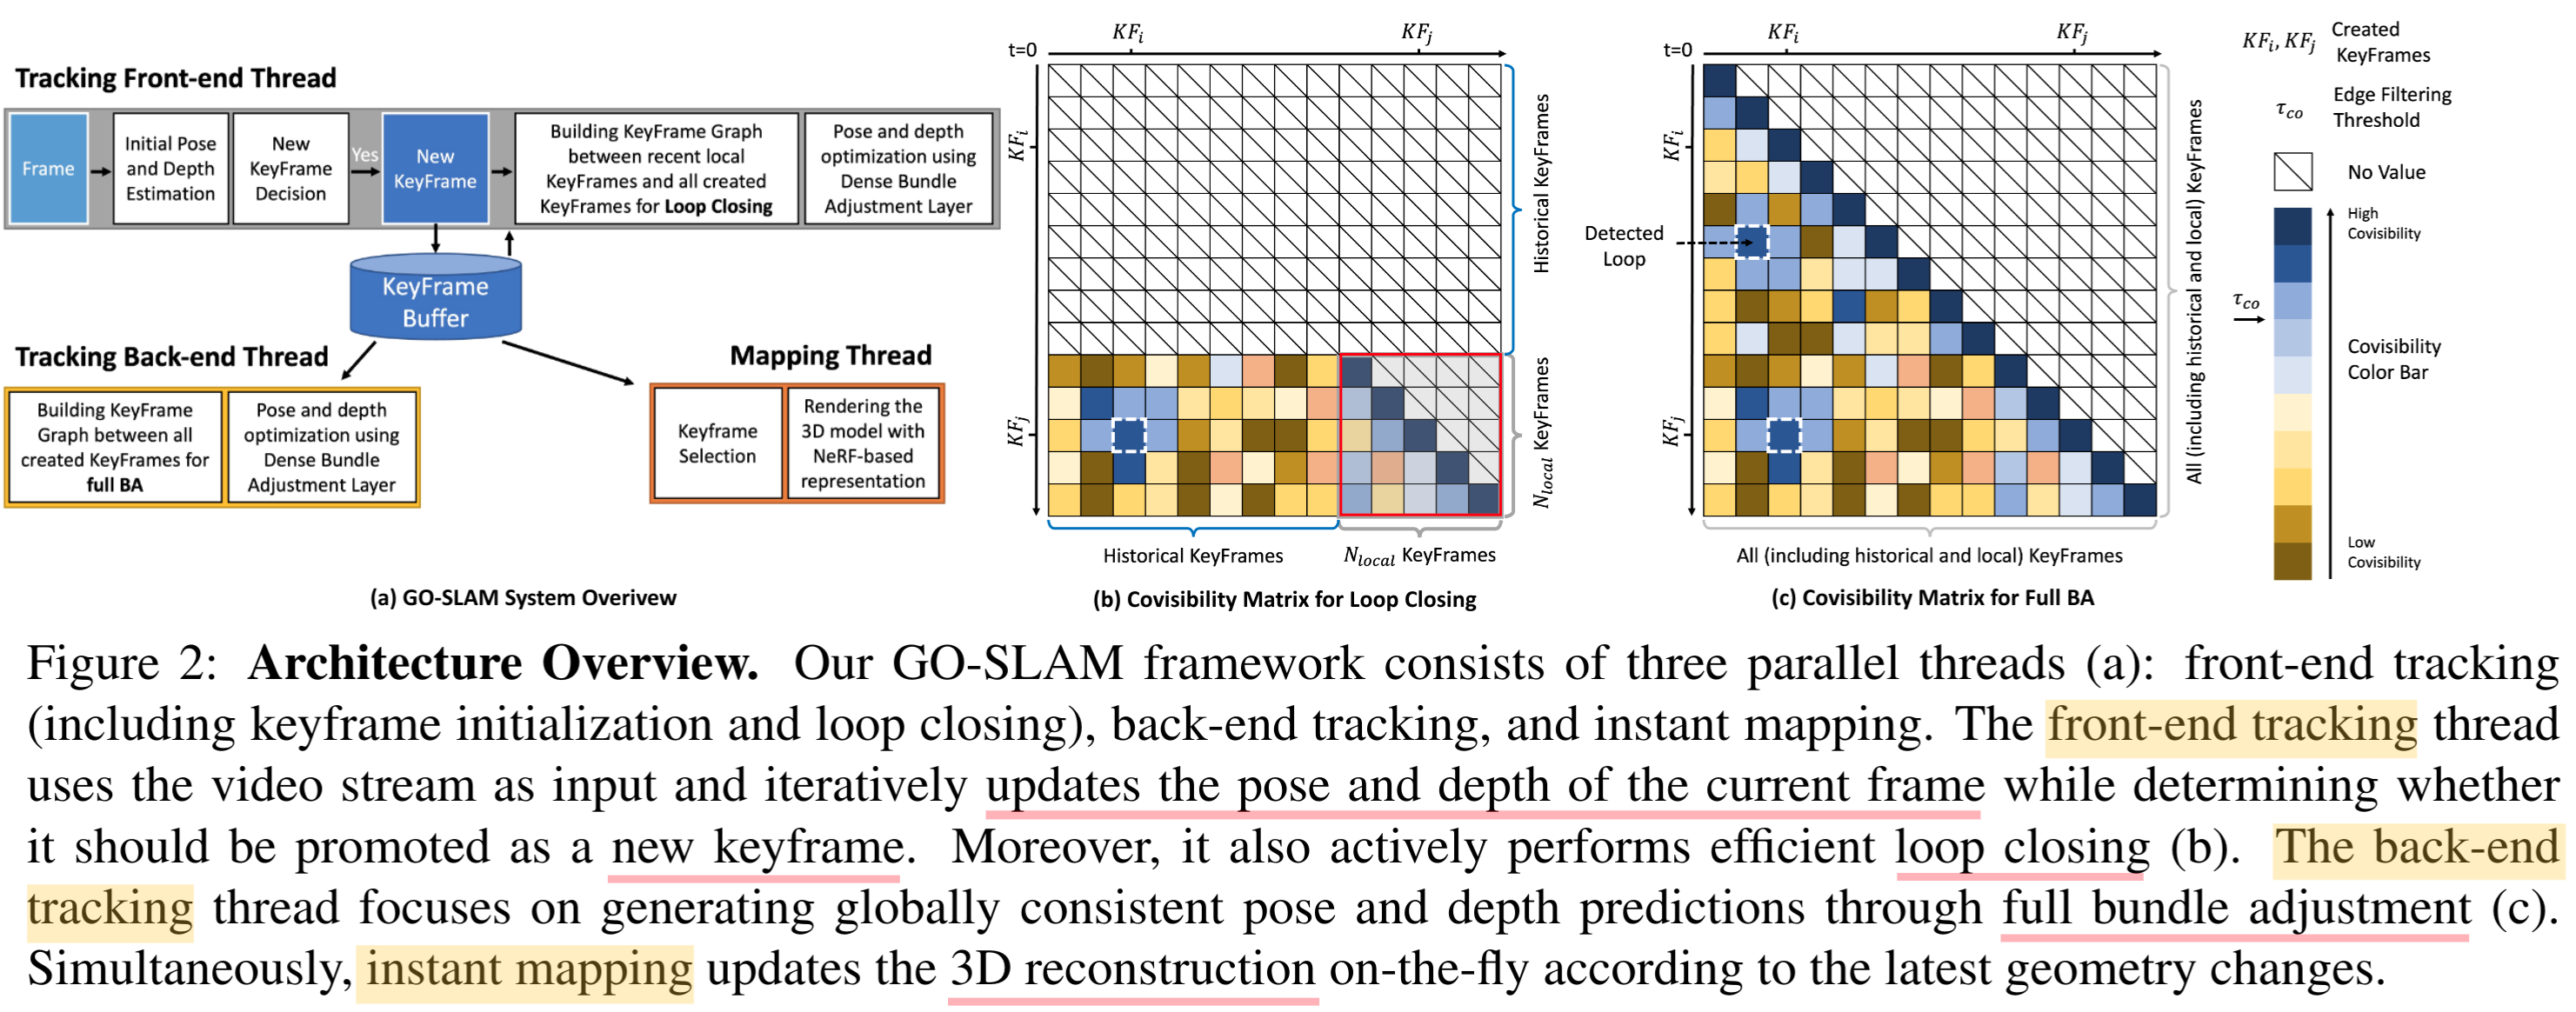 Tracking Front-end Thread
Frame
Initial Pose
and Depth
Estimation
New
KeyFrame
Decision
Yes
New
KeyFrame
Building KeyFrame Graph
between recent local
KeyFrames and all created
KeyFrames for Loop Closing
Pose and depth
optimization using
Dense Bundle
Adjustment Layer
KeyFrame
Buffer
Tracking Back-end Thread
Building KeyFrame
Graph between all
created KeyFrames for
full BA
Pose and depth
optimization using
Dense Bundle
Adjustment Layer
Mapping Thread
Keyframe
Selection
Rendering the
3D model with
NeRF-based
representation
(a) GO-SLAM System Overivew
t=0
KF_i
KF_j
KF_i
KF_j
Historical KeyFrames
N_local KeyFrames
Historical KeyFrames
N_local KeyFrames
(b) Covisibility Matrix for Loop Closing
t=0
KF_i
KF_j
KF_i
KF_j
Detected
Loop
All (including historical and local) KeyFrames
All (including historical and local) KeyFrames
(c) Covisibility Matrix for Full BA
KF_i, KF_j
Created
KeyFrames
τ_co
Edge Filtering
Threshold
No Value
High
Covisibility
τ_co
Covisibility
Color Bar
Low
Covisibility
Figure 2: Architecture Overview. Our GO-SLAM framework consists of three parallel threads (a): front-end tracking
(including keyframe initialization and loop closing), back-end tracking, and instant mapping. The front-end tracking thread
uses the video stream as input and iteratively updates the pose and depth of the current frame while determining whether
it should be promoted as a new keyframe. Moreover, it also actively performs efficient loop closing (b). The back-end
tracking thread focuses on generating globally consistent pose and depth predictions through full bundle adjustment (c).
Simultaneously, instant mapping updates the 3D reconstruction on-the-fly according to the latest geometry changes.